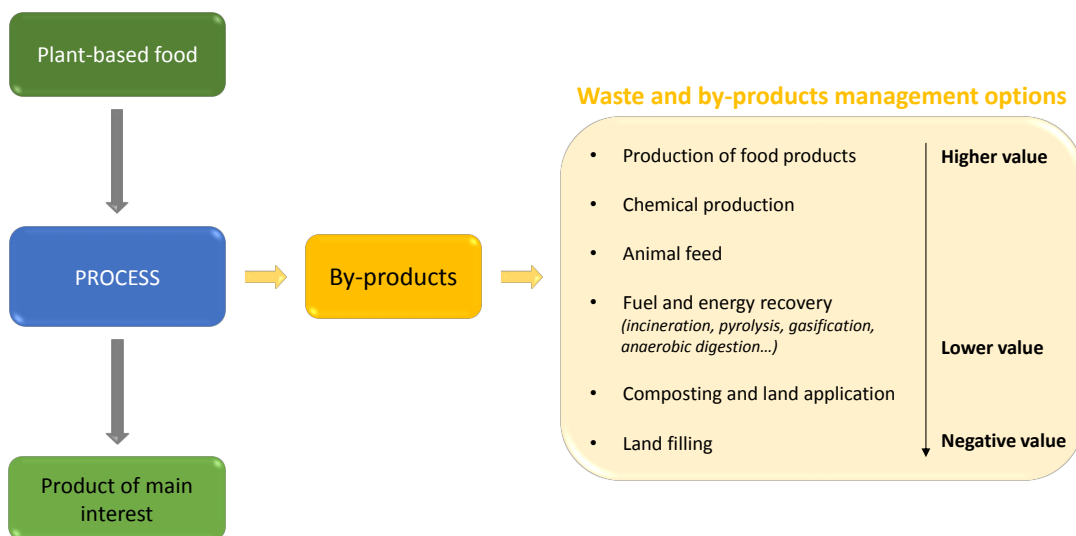 Plant-based food
PROCESS
Product of main
interest
By-products
Waste and by-products management options
• Production of food products
• Chemical production
• Animal feed
• Fuel and energy recovery
(incineration, pyrolysis, gasification,
anaerobic digestion...)
• Composting and land application
• Land filling
Higher value
Lower value
Negative value